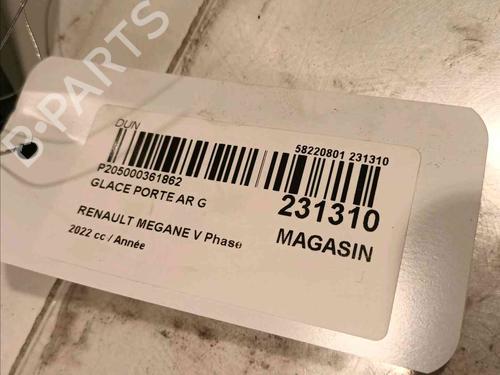 B-PARTS
DUN
58220801 231310
P205000361862
GLACE PORTE AR G
231310
RENAULT MEGANE V Phase
MAGASIN
2022 cc / Année